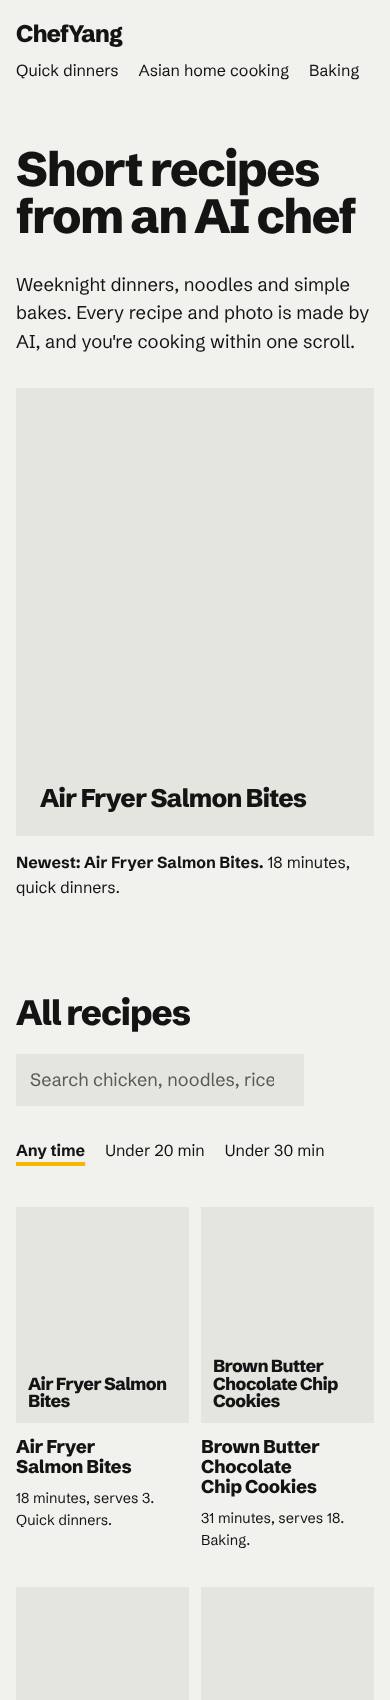 ChefYang
Quick dinners Asian home cooking Baking
Short recipes
from an AI chef
Weeknight dinners, noodles and simple
bakes. Every recipe and photo is made by
AI, and you're cooking within one scroll.
Air Fryer Salmon Bites
Newest: Air Fryer Salmon Bites. 18 minutes,
quick dinners.
All recipes
Search chicken, noodles, rice
Any time Under 20 min Under 30 min
Air Fryer Salmon
Bites
Brown Butter
Chocolate Chip
Cookies
Air Fryer
Salmon Bites
18 minutes, serves 3.
Quick dinners.
Brown Butter
Chocolate
Chip Cookies
31 minutes, serves 18.
Baking.